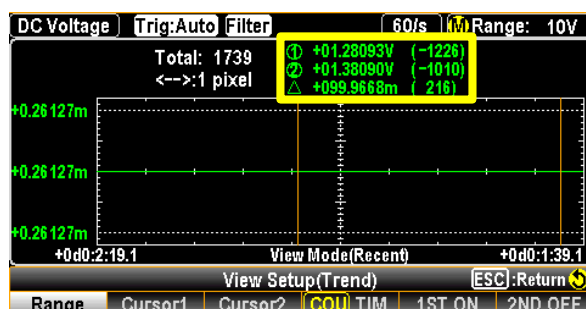 DC Voltage Trig:Auto Filter 60/s M Range: 10V
Total: 1739
<-->:1 pixel
① +01.28093V (-1226)
② +01.38090V (-1010)
△ +099.9668m ( 216)
+0.26127m
+0.26127m
+0.26127m
+0d0:2:19.1 View Mode(Recent) +0d0:1:39.1
View Setup(Trend) ESC:Return
Range Cursor1 Cursor2 COU TIM 1ST ON 2ND OFF